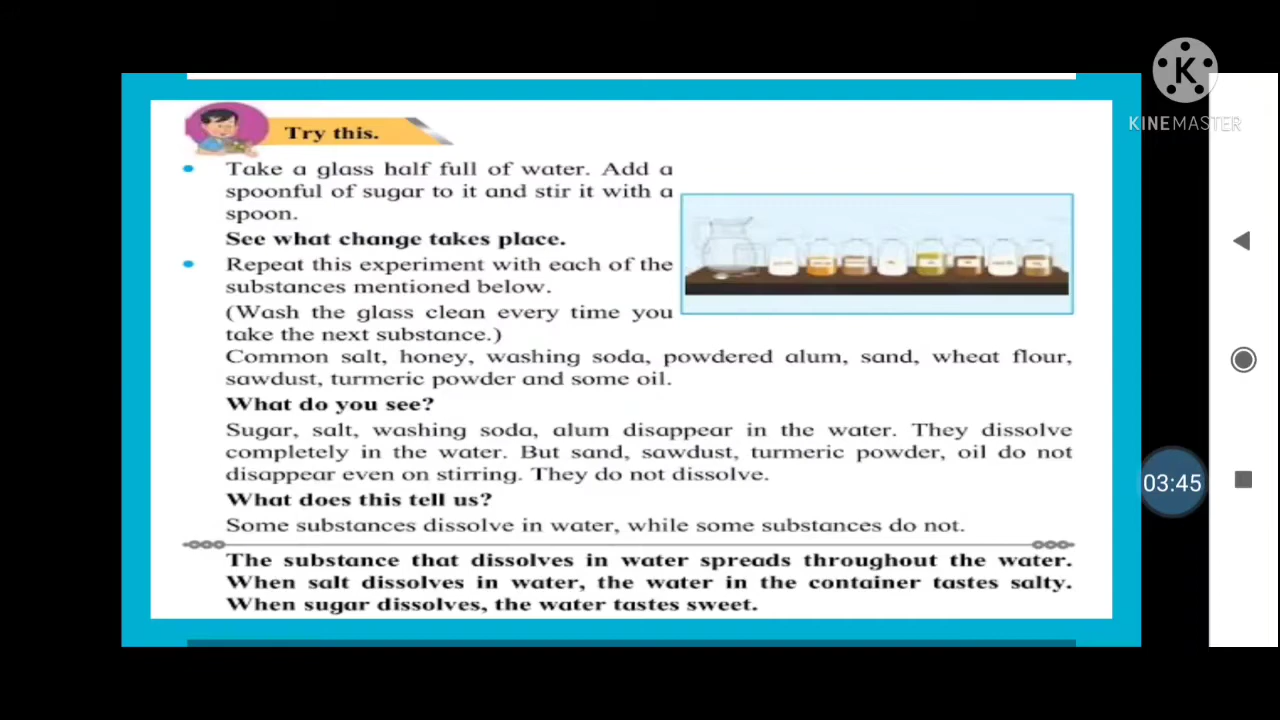 KINEMASTER
Try this.
Take a glass half full of water. Add a
spoonful of sugar to it and stir it with a
spoon.
See what change takes place.
Repeat this experiment with each of the
substances mentioned below.
(Wash the glass clean every time you
take the next substance.)
Common salt, honey, washing soda, powdered alum, sand, wheat flour,
sawdust, turmeric powder and some oil.
What do you see?
Sugar, salt, washing soda, alum disappear in the water. They dissolve
completely in the water. But sand, sawdust, turmeric powder, oil do not
disappear even on stirring. They do not dissolve.
What does this tell us?
Some substances dissolve in water, while some substances do not.
The substance that dissolves in water spreads throughout the water.
When salt dissolves in water, the water in the container tastes salty.
When sugar dissolves, the water tastes sweet.
03:45